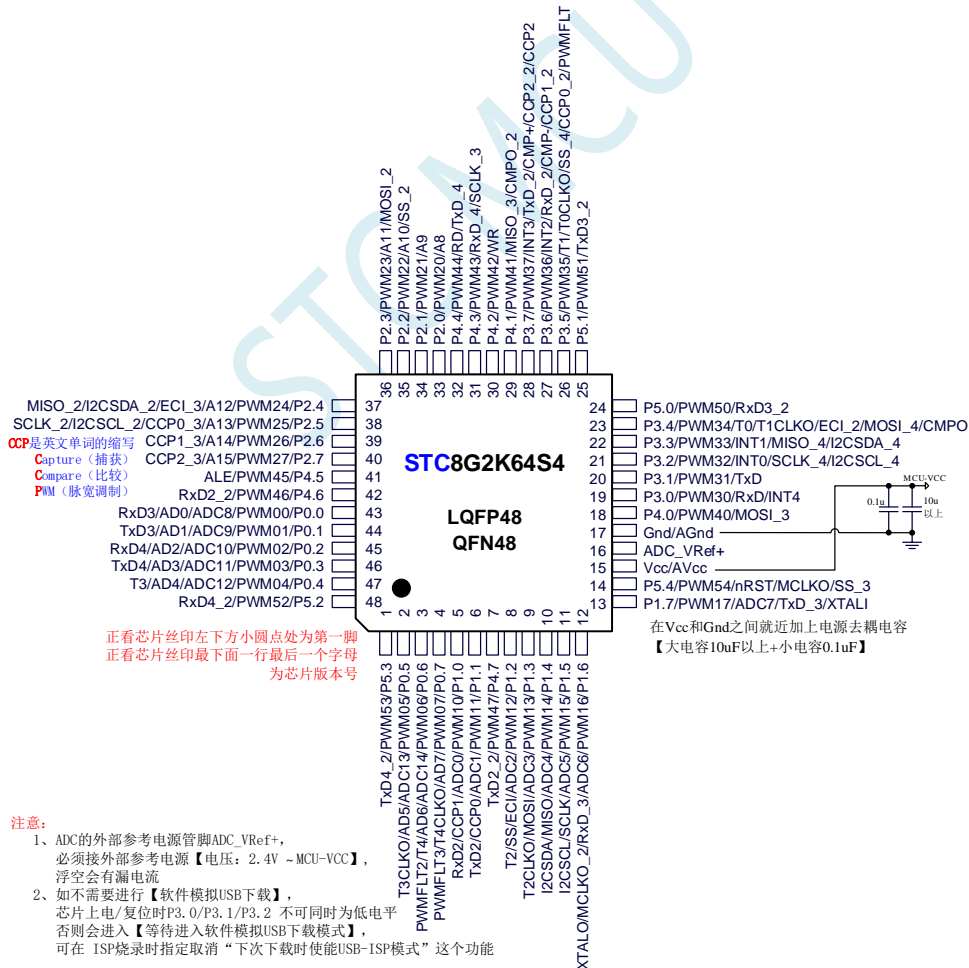 STCMCU
P2.3/PWM23/A11/MOSI_2
P2.2/PWM22/A10/SS_2
P2.1/PWM21/A9
P2.0/PWM20/A8
P4.4/PWM44/RD/TxD_4
P4.3/PWM43/RxD_4/SCLK_3
P4.2/PWM42/WR
P4.1/PWM41/MISO_3/CMPO_2
P3.7/PWM37/INT3/TxD_2/CMP+/CCP2_2/CCP2
P3.6/PWM36/INT2/RxD_2/CMP-/CCP1_2
P3.5/PWM35/T1/T0CLKO/SS_4/CCP0_2/PWMFLT
P5.1/PWM51/TxD3_2
36 35 34 33 32 31 30 29 28 27 26 25
MISO_2/I2CSDA_2/ECI_3/A12/PWM24/P2.4 37
SCLK_2/I2CSCL_2/CCP0_3/A13/PWM25/P2.5 38
CCP1_3/A14/PWM26/P2.6 39
CCP2_3/A15/PWM27/P2.7 40
ALE/PWM45/P4.5 41
RxD2_2/PWM46/P4.6 42
RxD3/AD0/ADC8/PWM00/P0.0 43
TxD3/AD1/ADC9/PWM01/P0.1 44
RxD4/AD2/ADC10/PWM02/P0.2 45
TxD4/AD3/ADC11/PWM03/P0.3 46
T3/AD4/ADC12/PWM04/P0.4 47
RxD4_2/PWM52/P5.2 48
CCP是英文单词的缩写
Capture（捕获）
Compare（比较）
PWM（脉宽调制）
STC8G2K64S4
LQFP48
QFN48
24 P5.0/PWM50/RxD3_2
23 P3.4/PWM34/T0/T1CLKO/ECI_2/MOSI_4/CMPO
22 P3.3/PWM33/INT1/MISO_4/I2CSDA_4
21 P3.2/PWM32/INT0/SCLK_4/I2CSCL_4
20 P3.1/PWM31/TxD
19 P3.0/PWM30/RxD/INT4
18 P4.0/PWM40/MOSI_3
17 Gnd/AGnd
16 ADC_VRef+
15 Vcc/AVcc
14 P5.4/PWM54/nRST/MCLKO/SS_3
13 P1.7/PWM17/ADC7/TxD_3/XTALI
MCU-VCC
0.1u
10u
以上
在Vcc和Gnd之间就近加上电源去耦电容
【大电容10uF以上+小电容0.1uF】
正看芯片丝印左下方小圆点处为第一脚
正看芯片丝印最下面一行最后一个字母
为芯片版本号
1 2 3 4 5 6 7 8 9 10 11 12
TxD4_2/PWM53/P5.3
T3CLKO/AD5/ADC13/PWM05/P0.5
PWMFLT2/T4/AD6/ADC14/PWM06/P0.6
PWMFLT3/T4CLKO/AD7/PWM07/P0.7
RxD2/CCP1/ADC0/PWM10/P1.0
TxD2/CCP0/ADC1/PWM11/P1.1
TxD2_2/PWM47/P4.7
T2/SS/ECI/ADC2/PWM12/P1.2
T2CLKO/MOSI/ADC3/PWM13/P1.3
I2CSDA/MISO/ADC4/PWM14/P1.4
I2CSCL/SCLK/ADC5/PWM15/P1.5
XTALO/MCLKO_2/RxD_3/ADC6/PWM16/P1.6
注意：
1、ADC的外部参考电源管脚ADC_VRef+，
必须接外部参考电源【电压：2.4V ~ MCU-VCC】，
浮空会有漏电流
2、如不需要进行【软件模拟USB下载】，
芯片上电/复位时P3.0/P3.1/P3.2 不可同时为低电平
否则会进入【等待进入软件模拟USB下载模式】，
可在 ISP烧录时指定取消“下次下载时使能USB-ISP模式”这个功能